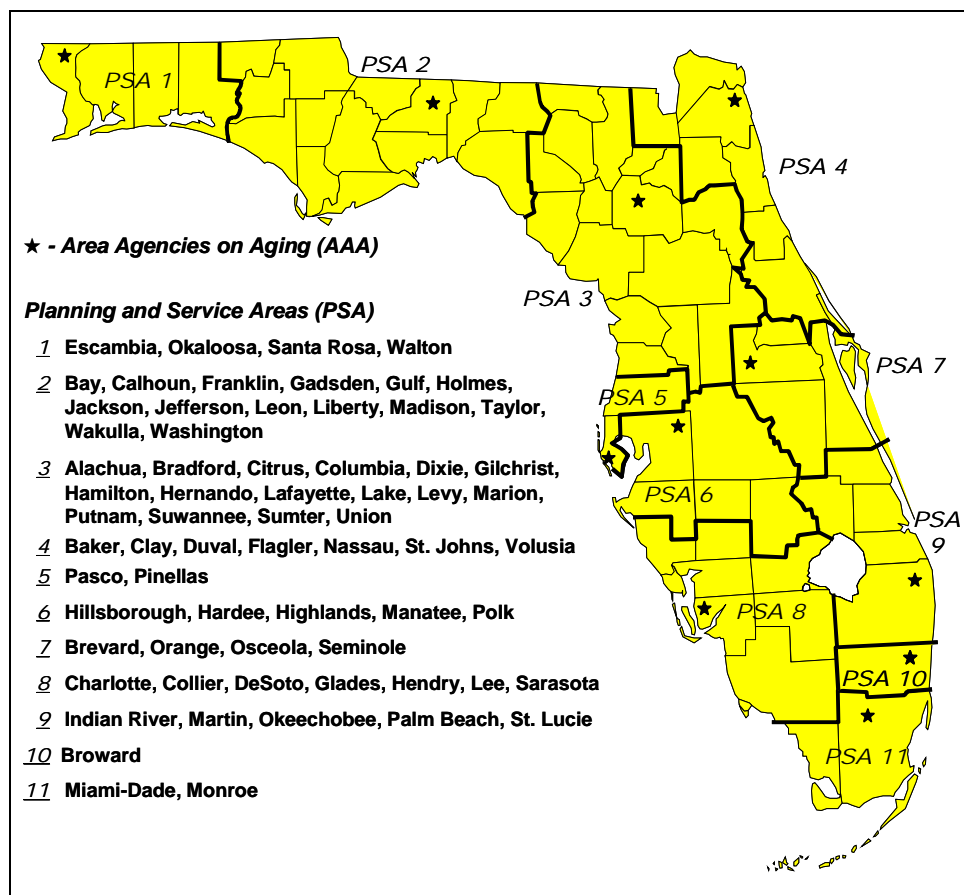 PSA 1
PSA 2
PSA 4
★ - Area Agencies on Aging (AAA)
PSA 3
Planning and Service Areas (PSA)
1 Escambia, Okaloosa, Santa Rosa, Walton
2 Bay, Calhoun, Franklin, Gadsden, Gulf, Holmes,
Jackson, Jefferson, Leon, Liberty, Madison, Taylor,
Wakulla, Washington
3 Alachua, Bradford, Citrus, Columbia, Dixie, Gilchrist,
Hamilton, Hernando, Lafayette, Lake, Levy, Marion,
Putnam, Suwannee, Sumter, Union
4 Baker, Clay, Duval, Flagler, Nassau, St. Johns, Volusia
5 Pasco, Pinellas
6 Hillsborough, Hardee, Highlands, Manatee, Polk
7 Brevard, Orange, Osceola, Seminole
8 Charlotte, Collier, DeSoto, Glades, Hendry, Lee, Sarasota
9 Indian River, Martin, Okeechobee, Palm Beach, St. Lucie
10 Broward
11 Miami-Dade, Monroe
PSA 7
PSA 5
PSA 6
PSA
9
PSA 8
PSA 10
PSA 11